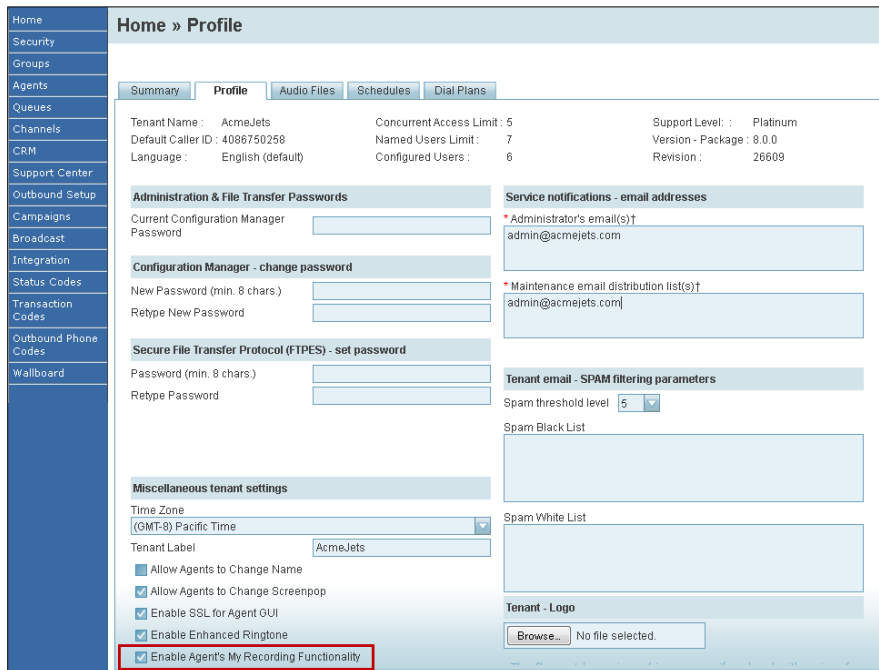 Home
Security
Groups
Agents
Queues
Channels
CRM
Support Center
Outbound Setup
Campaigns
Broadcast
Integration
Status Codes
Transaction
Codes
Outbound Phone
Codes
Wallboard
Home » Profile
Summary Profile Audio Files Schedules Dial Plans
Tenant Name : AcmeJets Concurrent Access Limit : 5 Support Level: : Platinum
Default Caller ID : 4086750258 Named Users Limit : 7 Version - Package : 8.0.0
Language : English (default) Configured Users : 6 Revision : 26609
Administration & File Transfer Passwords
Current Configuration Manager
Password
Configuration Manager - change password
New Password (min. 8 chars.)
Retype New Password
Secure File Transfer Protocol (FTPES) - set password
Password (min. 8 chars.)
Retype Password
Miscellaneous tenant settings
Time Zone
(GMT-8) Pacific Time
Tenant Label AcmeJets
Allow Agents to Change Name
Allow Agents to Change Screenpop
Enable SSL for Agent GUI
Enable Enhanced Ringtone
Enable Agent's My Recording Functionality
Service notifications - email addresses
* Administrator's email(s)†
admin@acmejets.com
* Maintenance email distribution list(s)†
admin@acmejets.com
Tenant email - SPAM filtering parameters
Spam threshold level 5
Spam Black List
Spam White List
Tenant - Logo
Browse... No file selected.